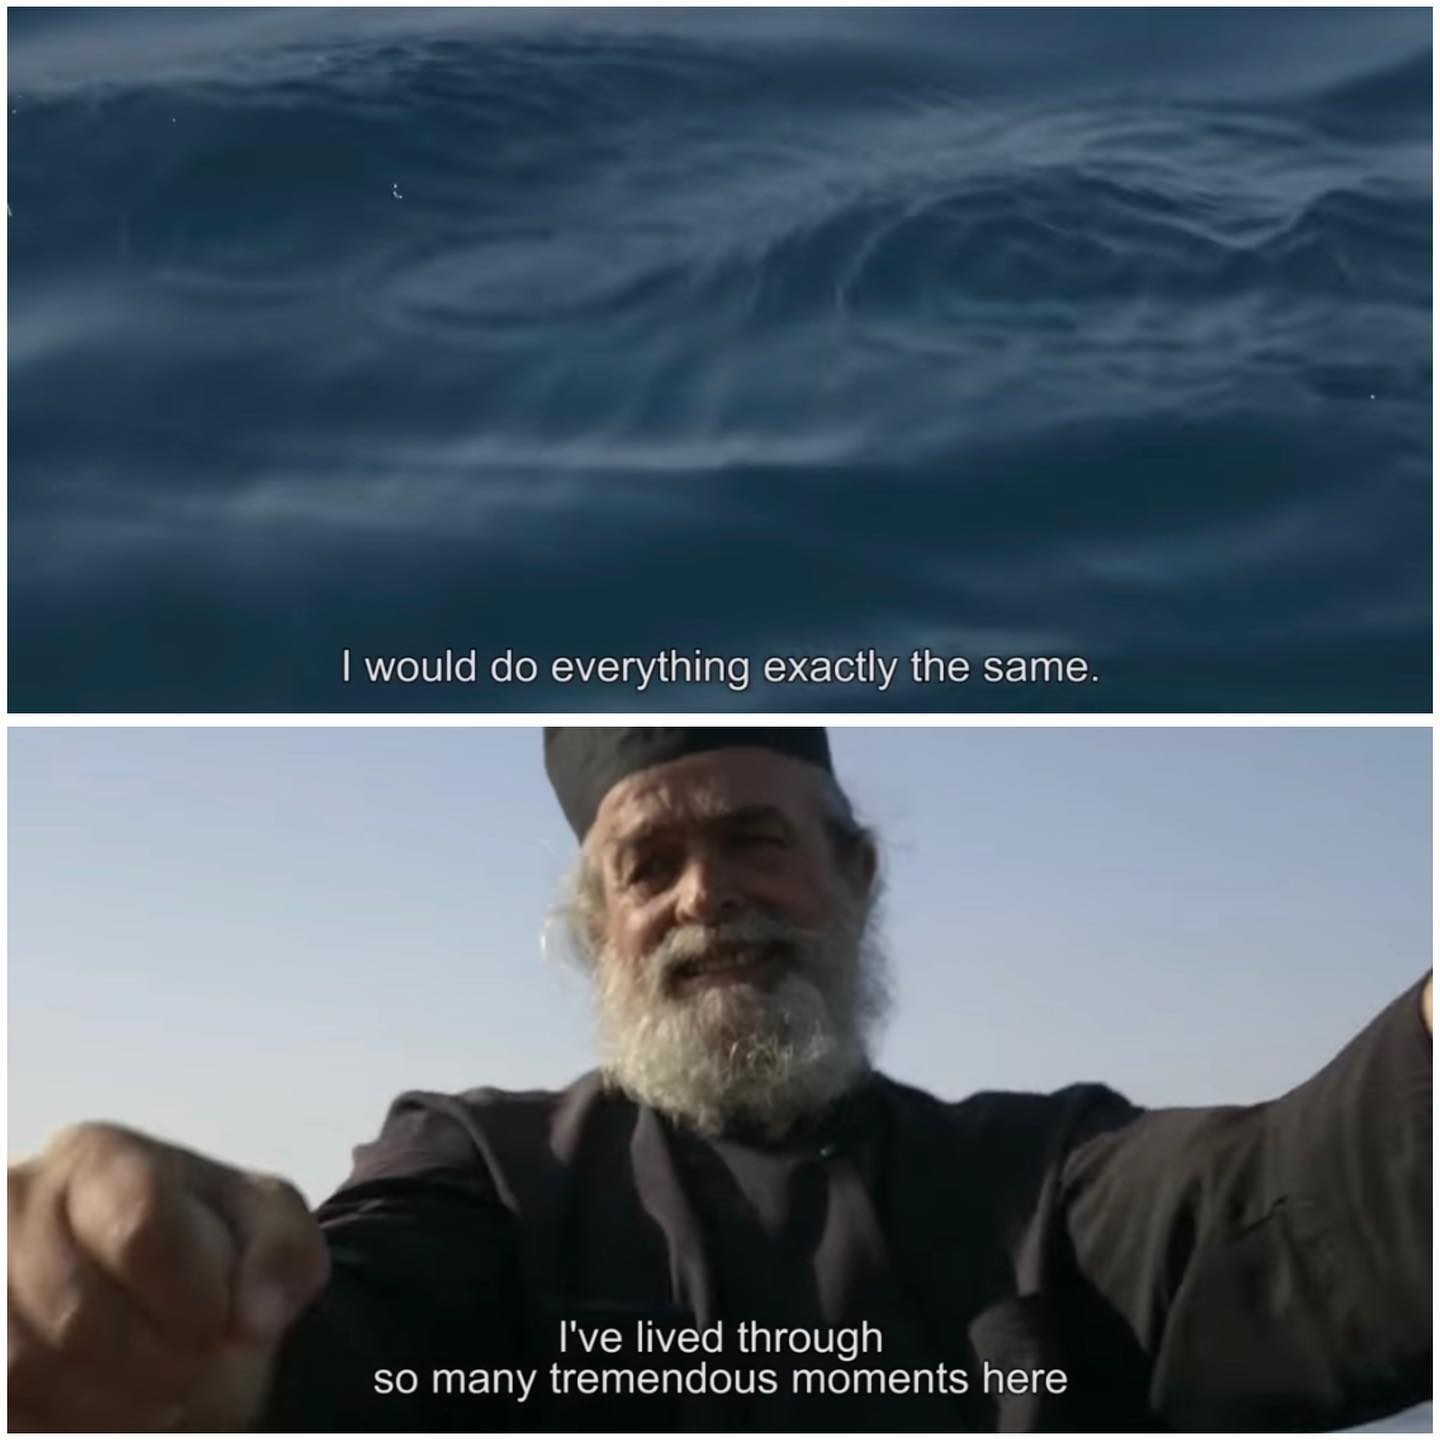 I would do everything exactly the same.
I've lived through
so many tremendous moments here